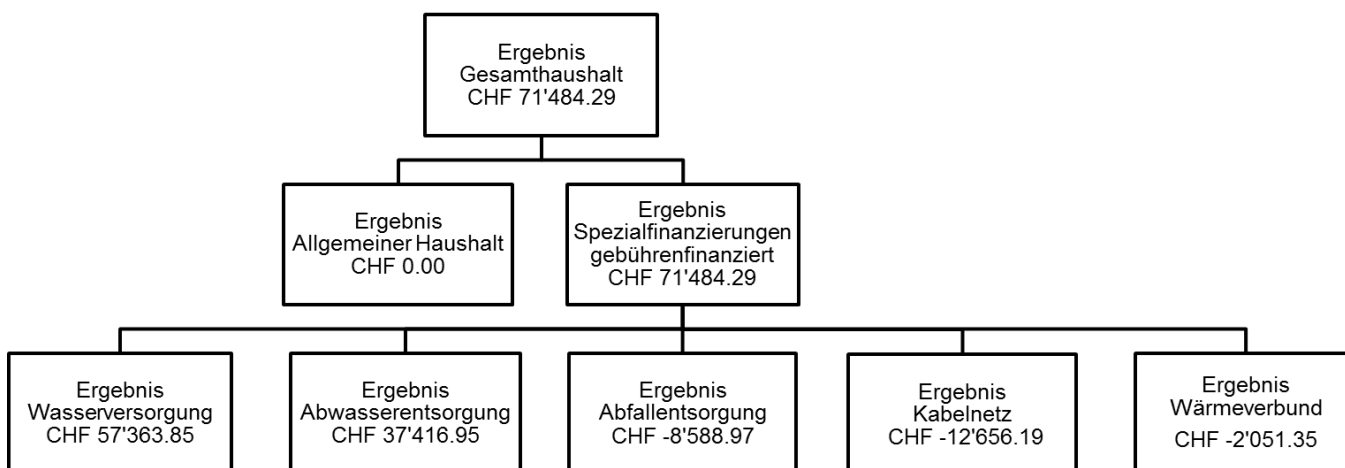 Ergebnis
Gesamthaushalt
CHF 71'484.29
Ergebnis
Allgemeiner Haushalt
CHF 0.00
Ergebnis
Spezialfinanzierungen
gebührenfinanziert
CHF 71'484.29
Ergebnis
Wasserversorgung
CHF 57'363.85
Ergebnis
Abwasserentsorgung
CHF 37'416.95
Ergebnis
Abfallentsorgung
CHF -8'588.97
Ergebnis
Kabelnetz
CHF -12'656.19
Ergebnis
Wärmeverbund
CHF -2'051.35